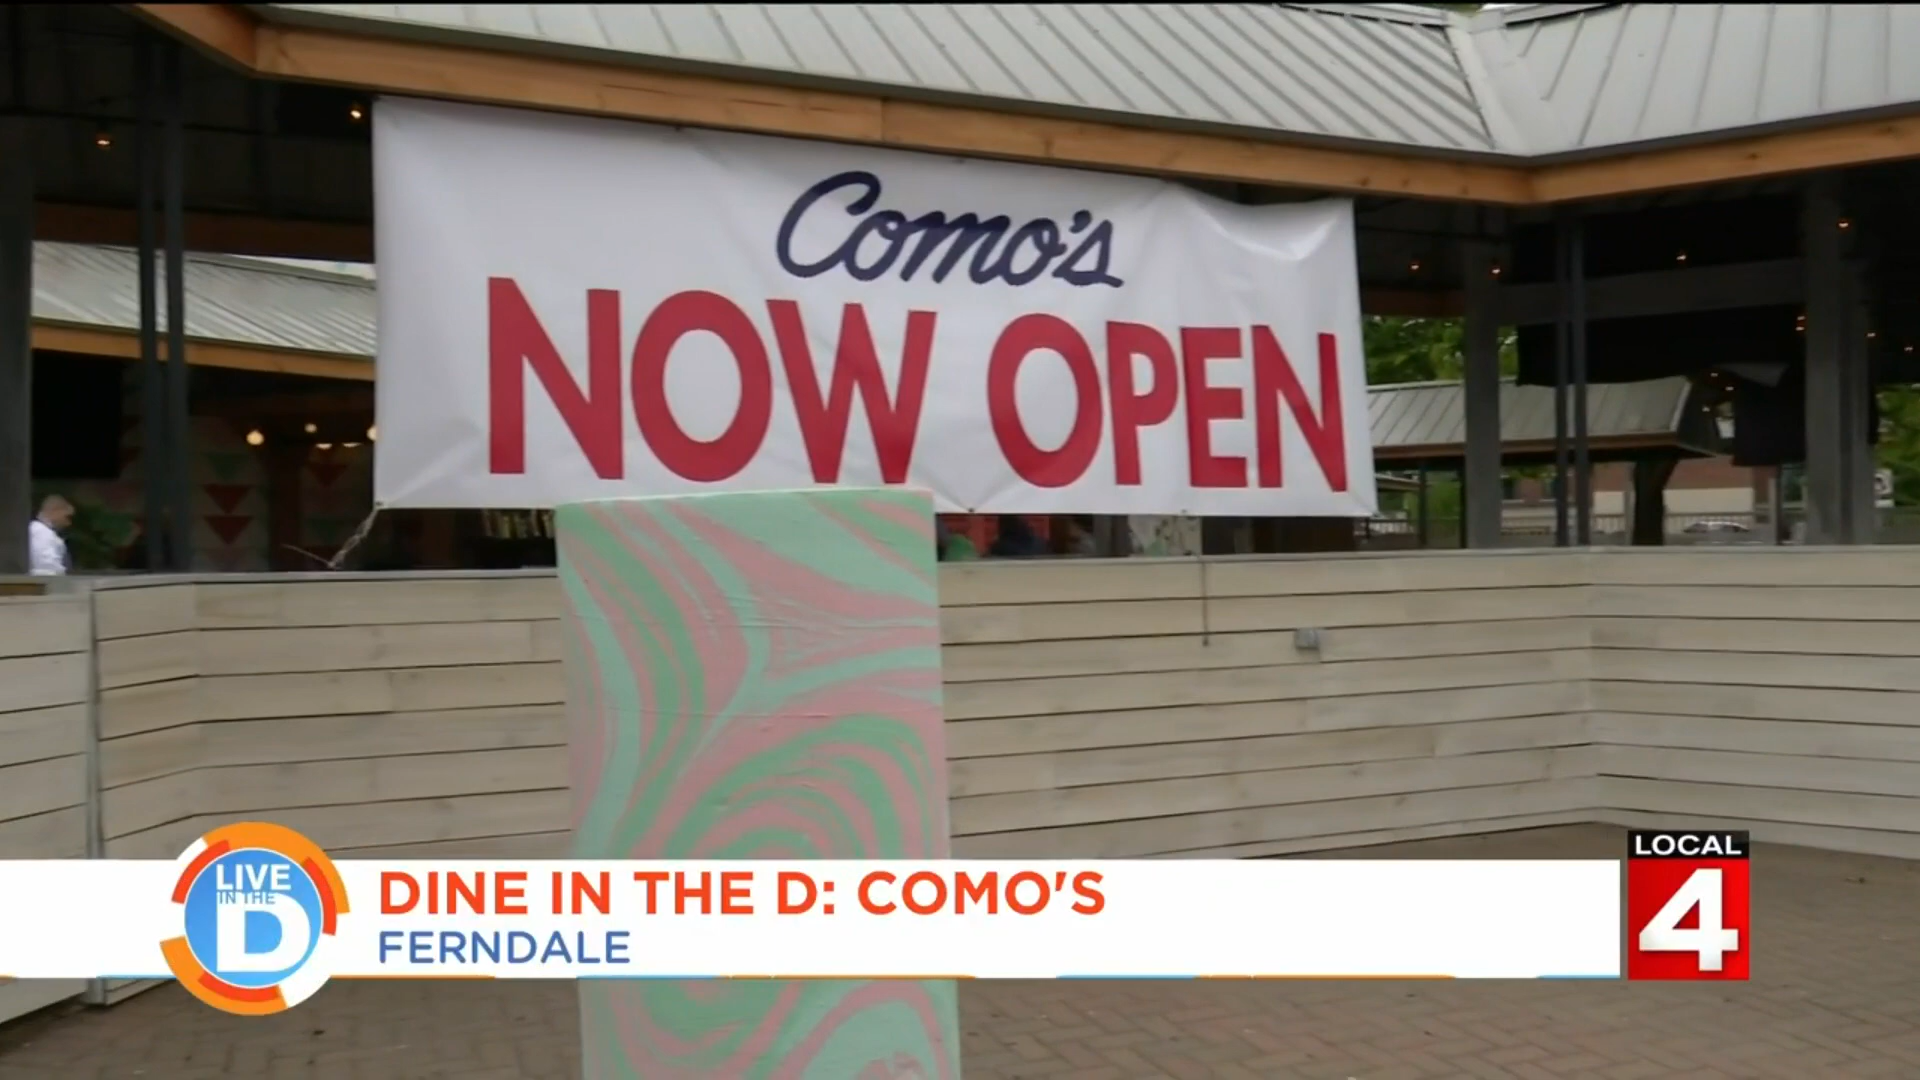 Como's
NOW OPEN
LIVE
IN THE
D
DINE IN THE D: COMO'S
FERNDALE
LOCAL
4